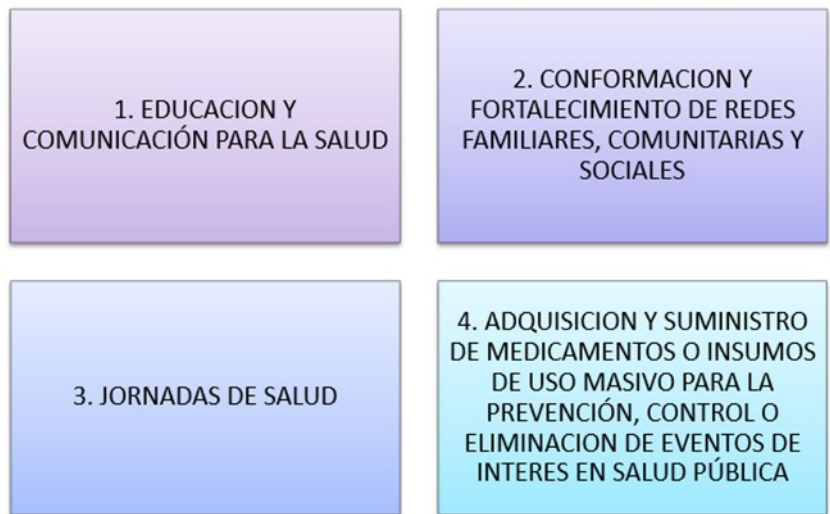 1. EDUCACION Y
COMUNICACIÓN PARA LA SALUD
2. CONFORMACION Y
FORTALECIMIENTO DE REDES
FAMILIARES, COMUNITARIAS Y
SOCIALES
3. JORNADAS DE SALUD
4. ADQUISICION Y SUMINISTRO
DE MEDICAMENTOS O INSUMOS
DE USO MASIVO PARA LA
PREVENCIÓN, CONTROL O
ELIMINACION DE EVENTOS DE
INTERES EN SALUD PÚBLICA